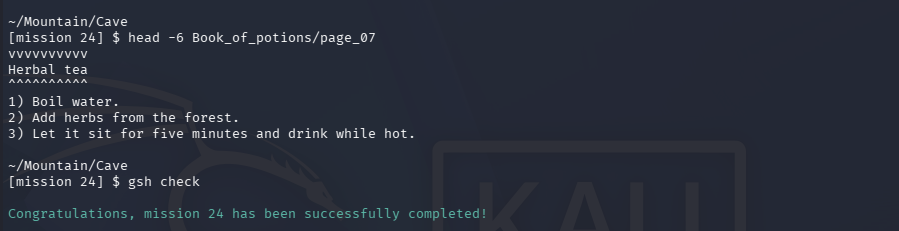 ~/Mountain/Cave
[mission 24] $ head -6 Book_of_potions/page_07
vvvvvvvvvv
Herbal tea
^^^^^^^^^^
1) Boil water.
2) Add herbs from the forest.
3) Let it sit for five minutes and drink while hot.
~/Mountain/Cave
[mission 24] $ gsh check
Congratulations, mission 24 has been successfully completed!
KALI